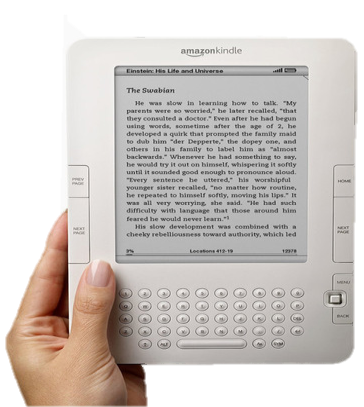 amazonkindle
Einstein: His Life and Universe
The Swabian
He was slow in learning how to talk. “My
parents were so worried,” he later recalled, “that
they consulted a doctor.” Even after he had begun
using words, sometime after the age of 2, he
developed a quirk that prompted the family maid
to dub him “der Depperte,” the dopey one, and
others in his family to label him as “almost
backwards.” Whenever he had something to say,
he would try it out on himself, whispering it softly
until it sounded good enough to pronounce aloud.
“Every sentence he uttered,” his worshipful
younger sister recalled, “no matter how routine,
he repeated to himself softly, moving his lips.” It
was all very worrying, she said. “He had such
difficulty with language that those around him
feared he would never learn.”
His slow development was combined with a
cheeky rebelliousness toward authority, which led
3% Locations 412-19 12378
PREV
PAGE
NEXT
PAGE
HOME
NEXT
PAGE
MENU
BACK